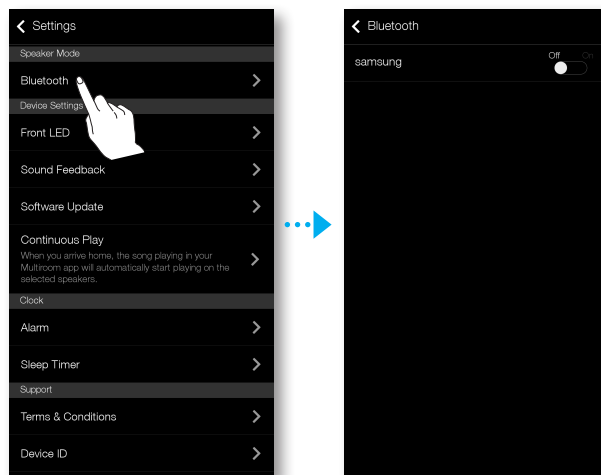 Settings
Speaker Mode
Bluetooth
Device Settings
Front LED
Sound Feedback
Software Update
Continuous Play
When you arrive home, the song playing in your
Multiroom app will automatically start playing on the
selected speakers.
Clock
Alarm
Sleep Timer
Support
Terms & Conditions
Device ID
Bluetooth
samsung
Off On